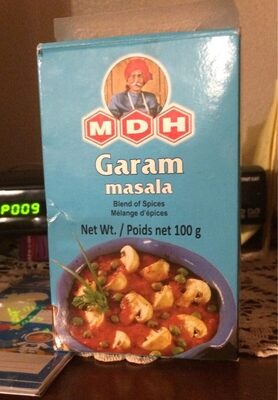 MDH
Garam
masala
Blend of Spices
Mélange d'épices
Net Wt. / Poids net 100 g
P009